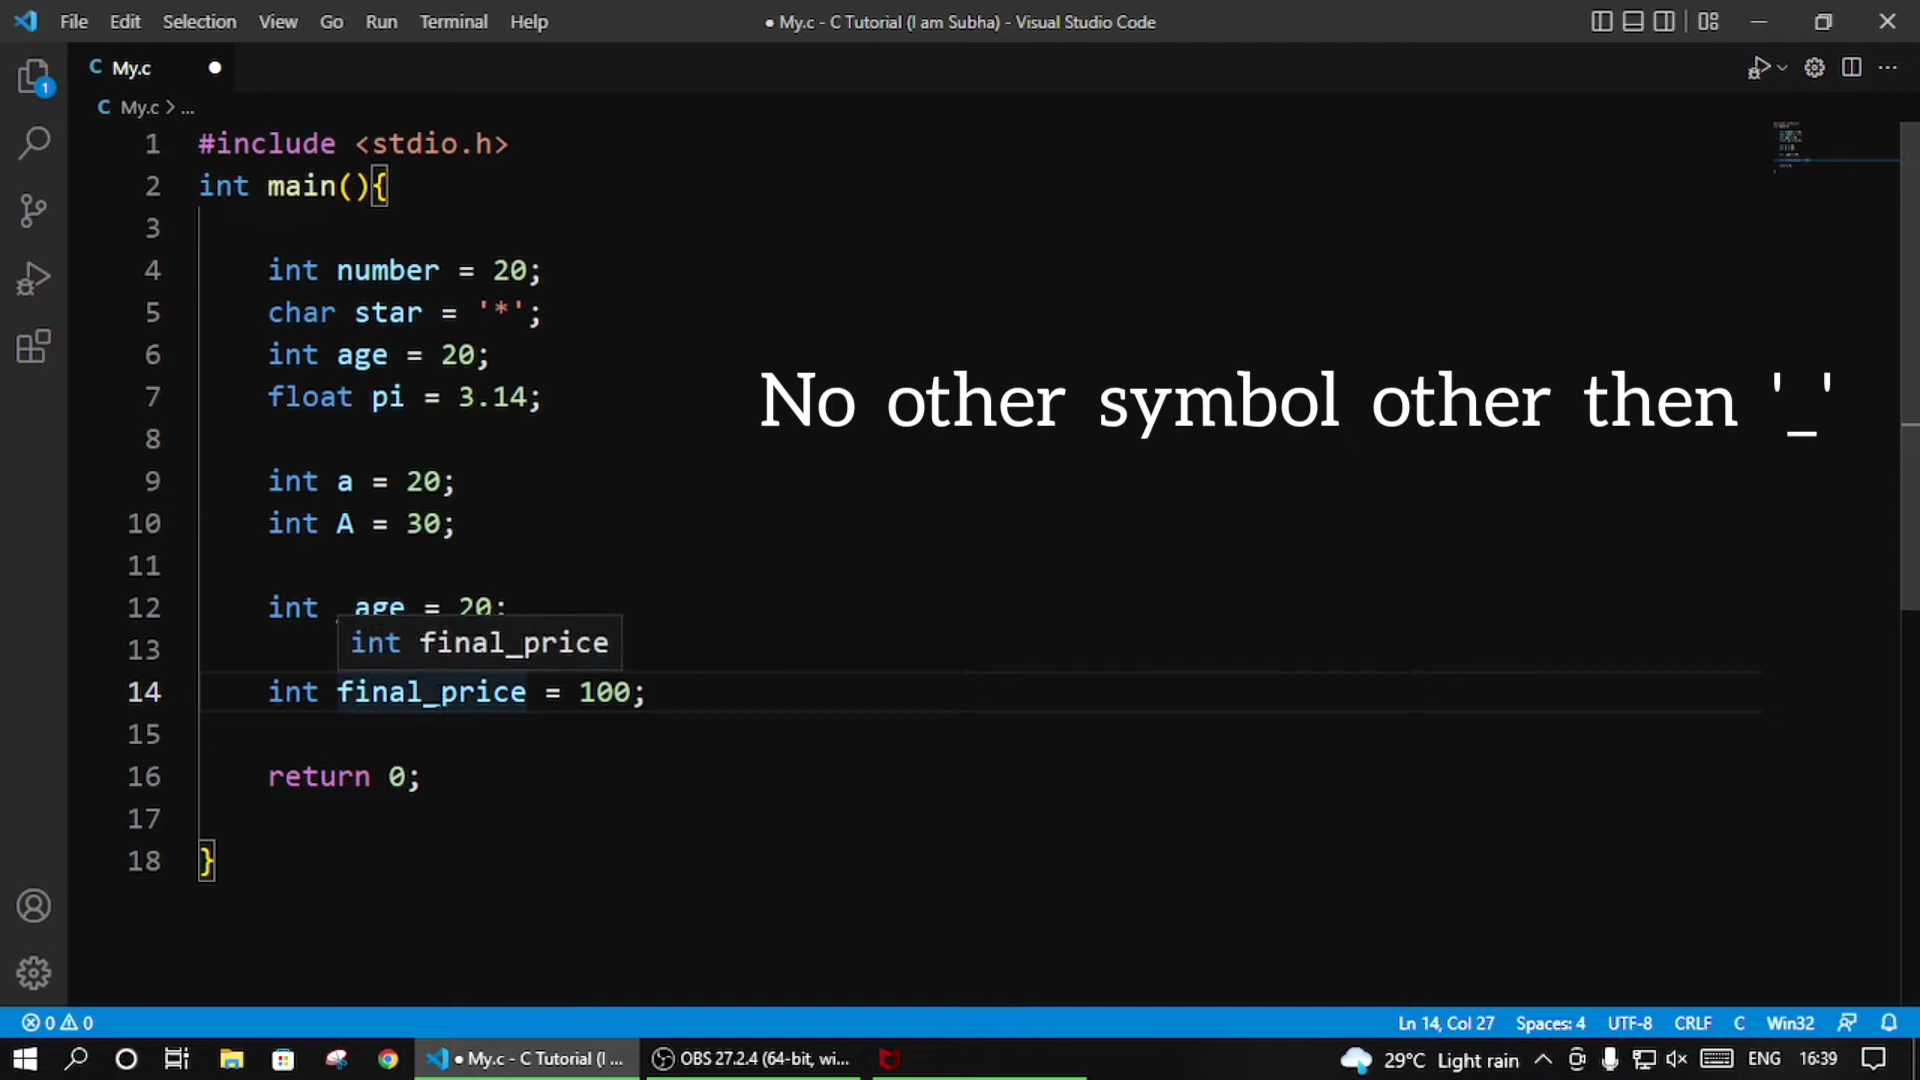 File Edit Selection View Go Run Terminal Help
● My.c - C Tutorial (I am Subha) - Visual Studio Code
C My.c ●
C My.c > ...
1 #include <stdio.h>
2 int main(){
3
4 int number = 20;
5 char star = '*';
6 int age = 20;
7 float pi = 3.14;
8
9 int a = 20;
10 int A = 30;
11
12 int _age = 20;
int final_price
13
14 int final_price = 100;
15
16 return 0;
17
18 }
No other symbol other then '_'
1
0 0
Ln 14, Col 27 Spaces: 4 UTF-8 CRLF C Win32
● My.c - C Tutorial (I ...
OBS 27.2.4 (64-bit, wi...
29°C Light rain ENG 16:39